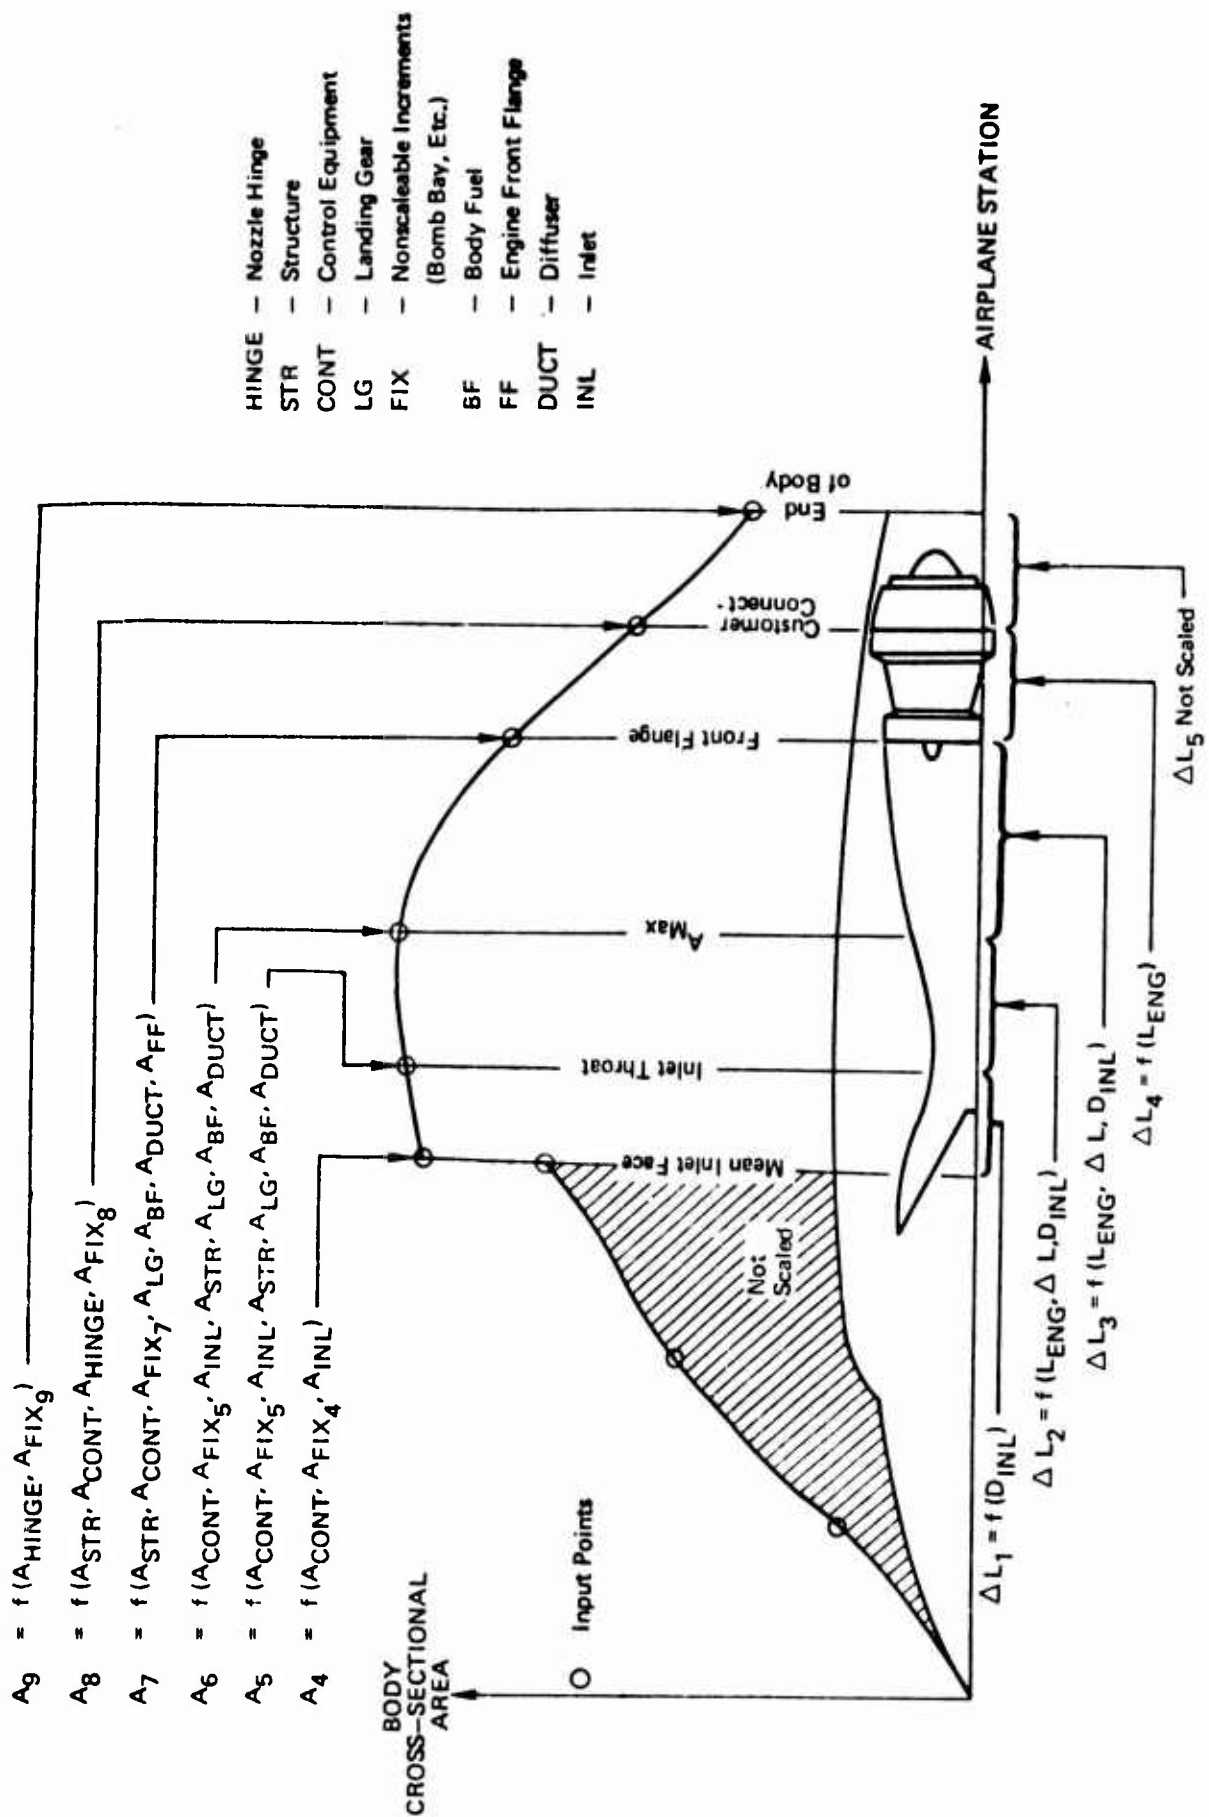 A9 = f (AHINGE, AFIX9)
A8 = f (ASTR, ACONT, AHINGE, AFIX8)
A7 = f (ASTR, ACONT, AFIX7, ALG, ABF, ADUCT, AFF)
A6 = f (ACONT, AFIX5, AINL, ASTR, ALG, ABF, ADUCT)
A5 = f (ACONT, AFIX5, AINL, ASTR, ALG, ABF, ADUCT)
A4 = f (ACONT, AFIX4, AINL)
HINGE – Nozzle Hinge
STR – Structure
CONT – Control Equipment
LG – Landing Gear
FIX – Nonscaleable Increments
(Bomb Bay, Etc.)
BF – Body Fuel
FF – Engine Front Flange
DUCT – Diffuser
INL – Inlet
BODY
CROSS-SECTIONAL
AREA
Input Points
Not
Scaled
Mean Inlet Face
Inlet Throat
AMax
Front Flange
Customer
Connect
End
of Body
AIRPLANE STATION
ΔL1 = f (DINL)
ΔL2 = f (LENG, ΔL, DINL)
ΔL3 = f (LENG, ΔL, DINL)
ΔL4 = f (LENG)
ΔL5 Not Scaled